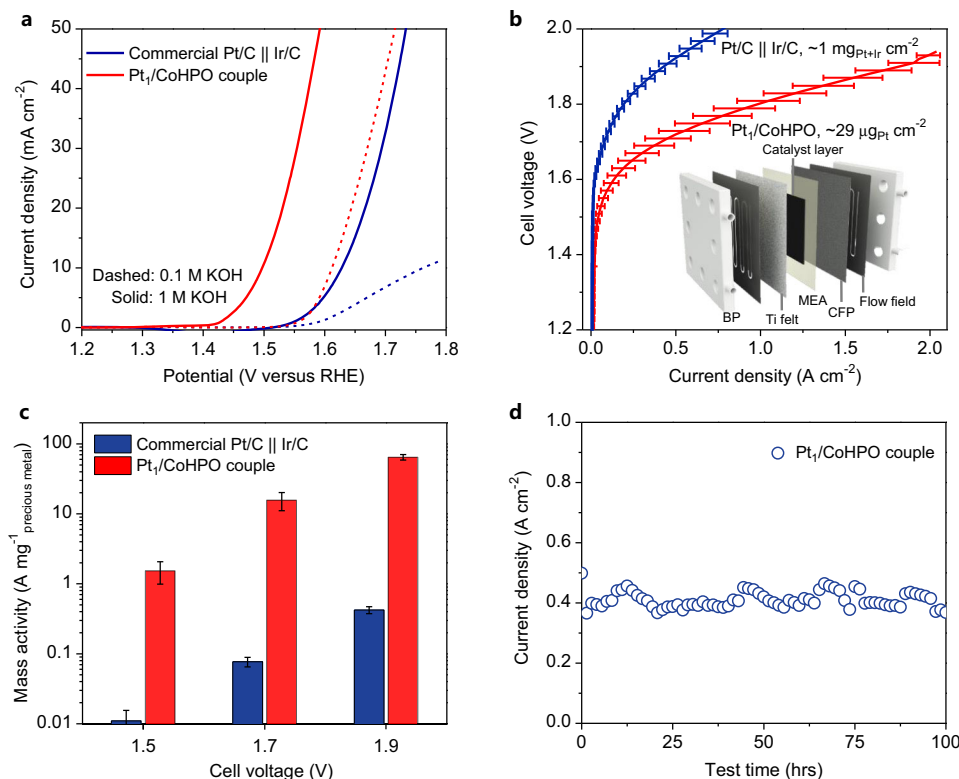 a
50
40
30
20
10
0
Current density (mA cm⁻²)
Commercial Pt/C || Ir/C
Pt₁/CoHPO couple
Dashed: 0.1 M KOH
Solid: 1 M KOH
1.2 1.3 1.4 1.5 1.6 1.7 1.8
Potential (V versus RHE)
b
2.0
1.8
1.6
1.4
1.2
Cell voltage (V)
Pt/C || Ir/C, ~1 mg_Pt+Ir cm⁻²
Pt₁/CoHPO, ~29 μg_Pt cm⁻²
Catalyst layer
BP
Ti felt
MEA
CFP
Flow field
0.0 0.5 1.0 1.5 2.0
Current density (A cm⁻²)
c
100
10
1
0.1
0.01
Mass activity (A mg⁻¹ precious metal)
Commercial Pt/C || Ir/C
Pt₁/CoHPO couple
1.5 1.7 1.9
Cell voltage (V)
d
1.0
0.8
0.6
0.4
0.2
0.0
Current density (A cm⁻²)
Pt₁/CoHPO couple
0 25 50 75 100
Test time (hrs)